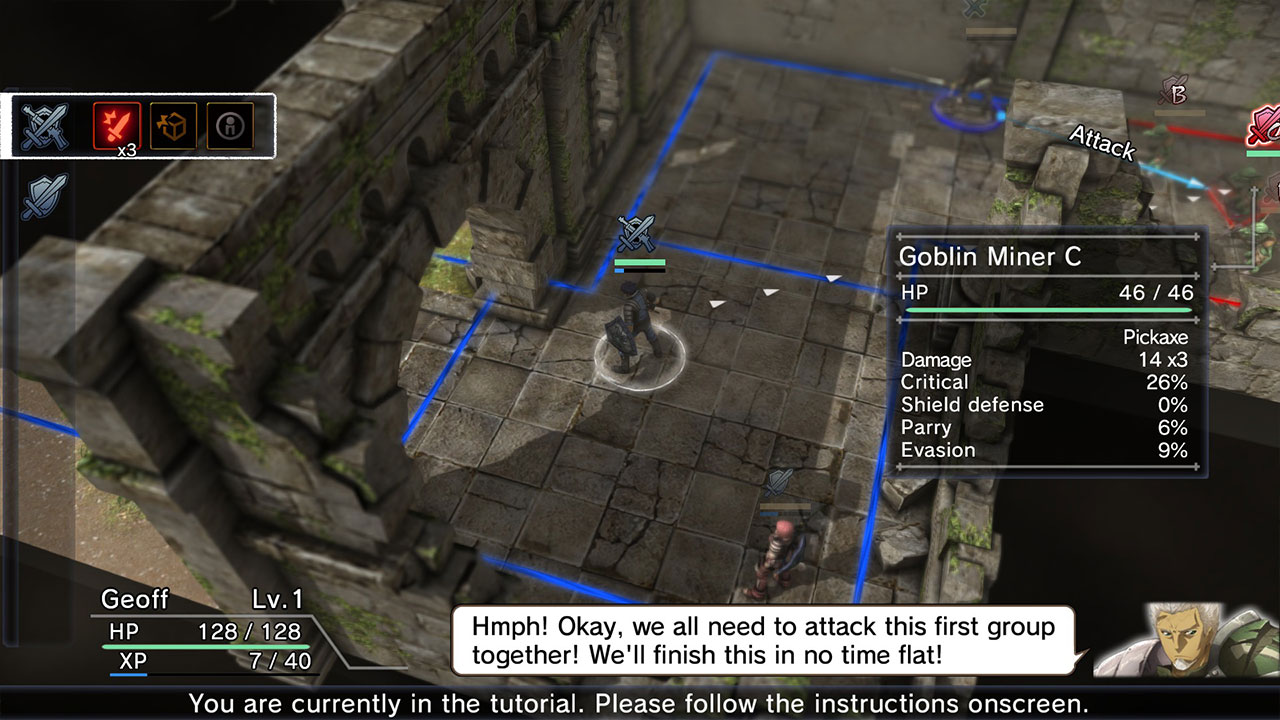 x3
B
Attack
C
Goblin Miner C
HP 46 / 46
Pickaxe
Damage 14 x3
Critical 26%
Shield defense 0%
Parry 6%
Evasion 9%
Geoff Lv.1
HP 128 / 128
XP 7 / 40
Hmph! Okay, we all need to attack this first group
together! We'll finish this in no time flat!
You are currently in the tutorial. Please follow the instructions onscreen.